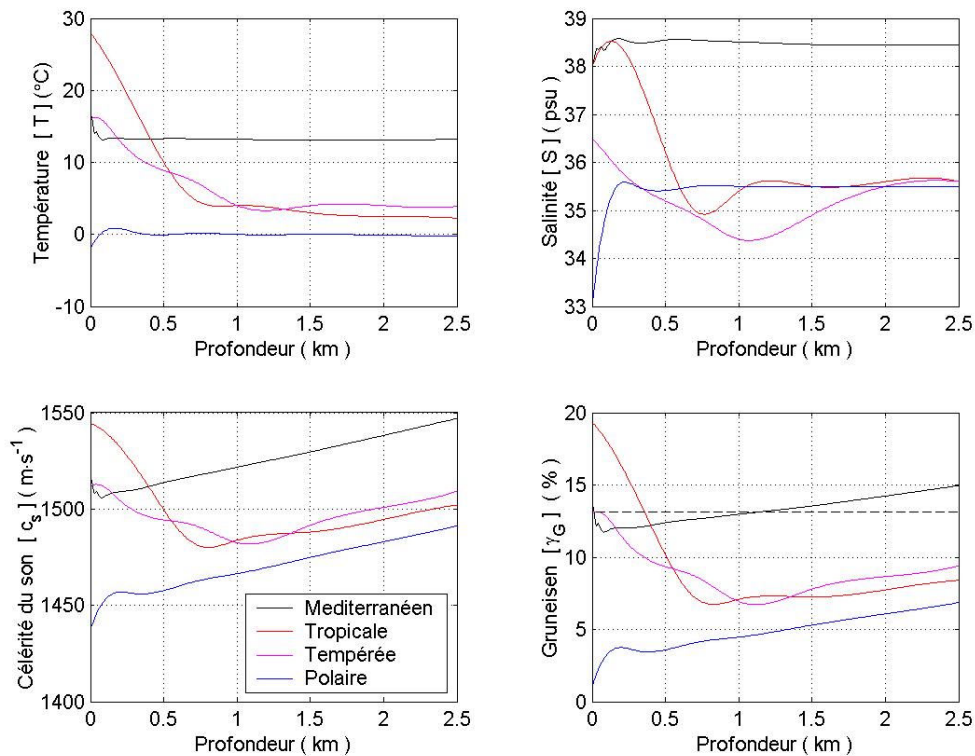 30
20
10
0
-10
Température [ T ] (°C)
0 0.5 1 1.5 2 2.5
Profondeur ( km )
39
38
37
36
35
34
33
Salinité [ S ] ( psu )
0 0.5 1 1.5 2 2.5
Profondeur ( km )
1550
1500
1450
1400
Célérité du son [ c_s ] ( m·s⁻¹ )
Mediterranéen
Tropicale
Tempérée
Polaire
0 0.5 1 1.5 2 2.5
Profondeur ( km )
20
15
10
5
0
Gruneisen [ γ_G ] ( % )
0 0.5 1 1.5 2 2.5
Profondeur ( km )